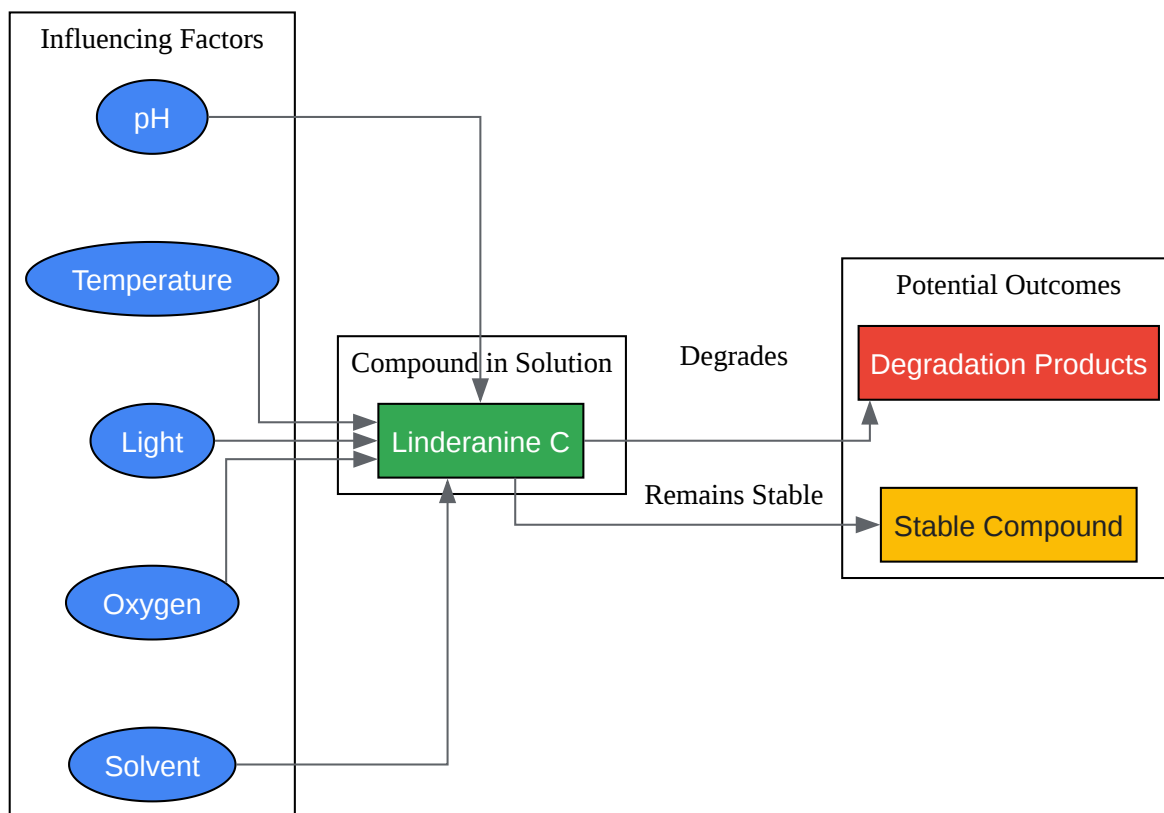 Influencing Factors
pH
Temperature
Light
Oxygen
Solvent
Compound in Solution
Linderanine C
Degrades
Remains Stable
Potential Outcomes
Degradation Products
Stable Compound